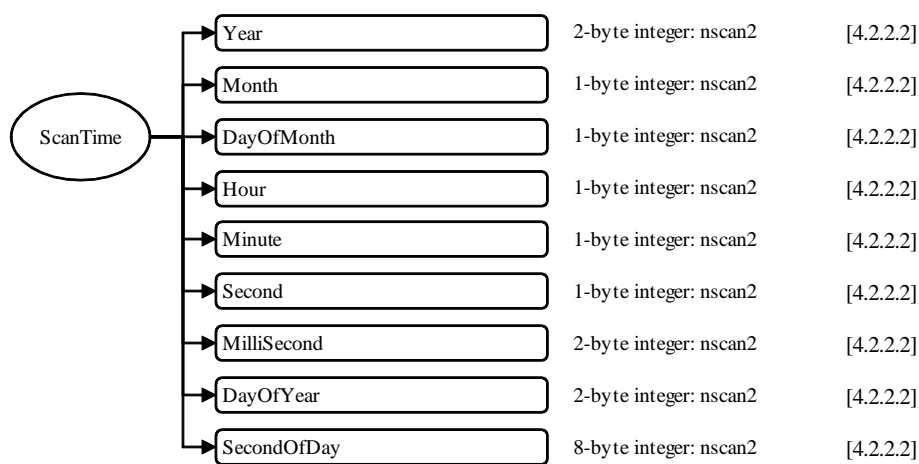 Year 2-byte integer: nscan2 [4.2.2.2]
Month 1-byte integer: nscan2 [4.2.2.2]
ScanTime
DayOfMonth 1-byte integer: nscan2 [4.2.2.2]
Hour 1-byte integer: nscan2 [4.2.2.2]
Minute 1-byte integer: nscan2 [4.2.2.2]
Second 1-byte integer: nscan2 [4.2.2.2]
MilliSecond 2-byte integer: nscan2 [4.2.2.2]
DayOfYear 2-byte integer: nscan2 [4.2.2.2]
SecondOfDay 8-byte integer: nscan2 [4.2.2.2]